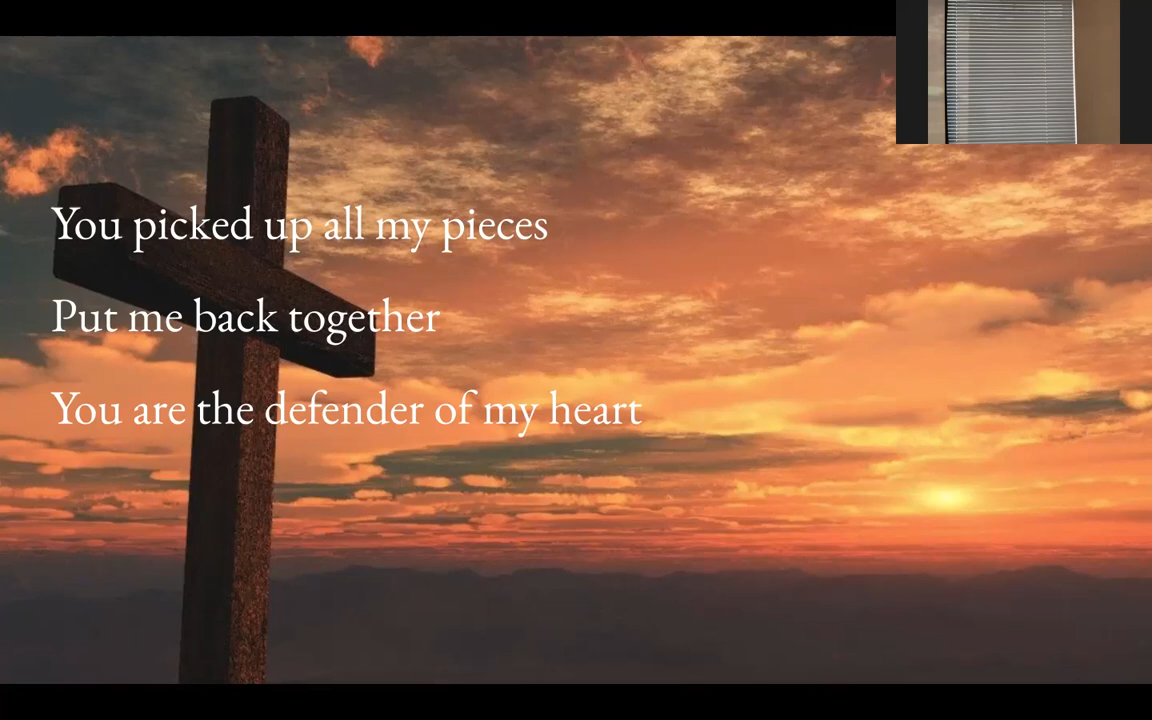 You picked up all my pieces
Put me back together
You are the defender of my heart